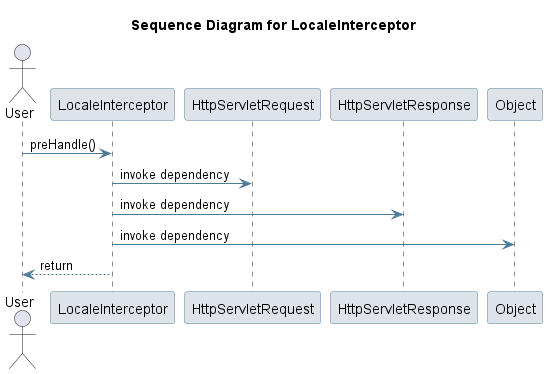 Sequence Diagram for LocaleInterceptor
User
LocaleInterceptor HttpServletRequest HttpServletResponse Object
preHandle()
invoke dependency
invoke dependency
invoke dependency
return
User
LocaleInterceptor HttpServletRequest HttpServletResponse Object